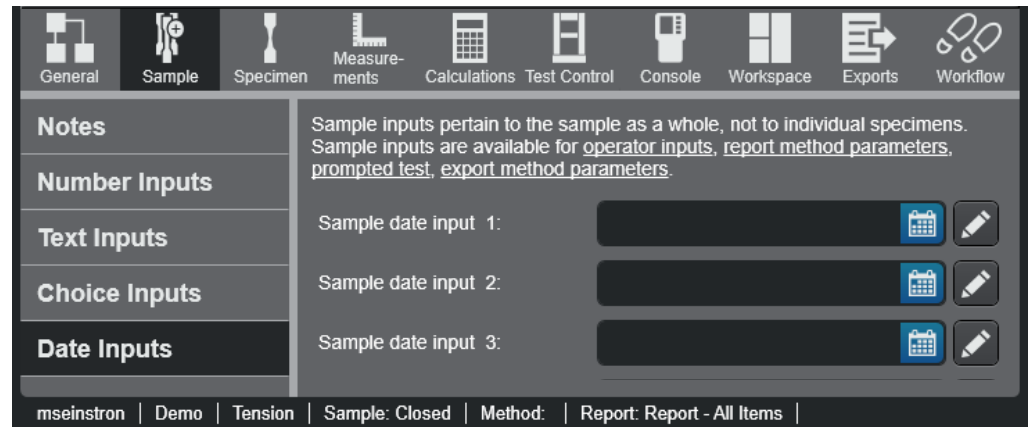 General
Sample
Specimen
Measure-
ments
Calculations
Test Control
Console
Workspace
Exports
Workflow
Notes
Number Inputs
Text Inputs
Choice Inputs
Date Inputs
Sample inputs pertain to the sample as a whole, not to individual specimens.
Sample inputs are available for operator inputs, report method parameters,
prompted test, export method parameters.
Sample date input 1:
Sample date input 2:
Sample date input 3:
mseinstron | Demo | Tension | Sample: Closed | Method: | Report: Report - All Items |